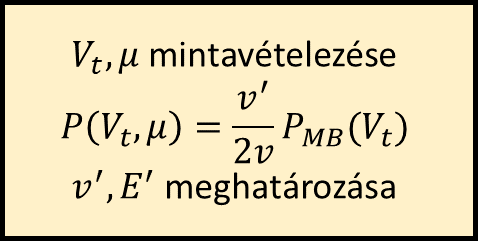 V_t, μ mintavételezése
P(V_t, μ) = v′/2v P_MB(V_t)
v′, E′ meghatározása